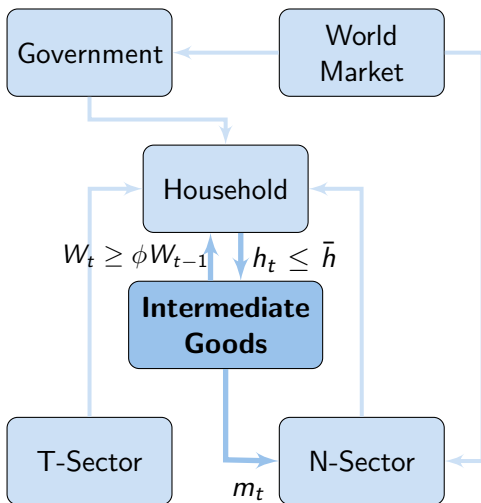 Government
World
Market
Household
W_t ≥ ϕW_{t−1}
h_t ≤ h̄
Intermediate
Goods
T-Sector
N-Sector
m_t